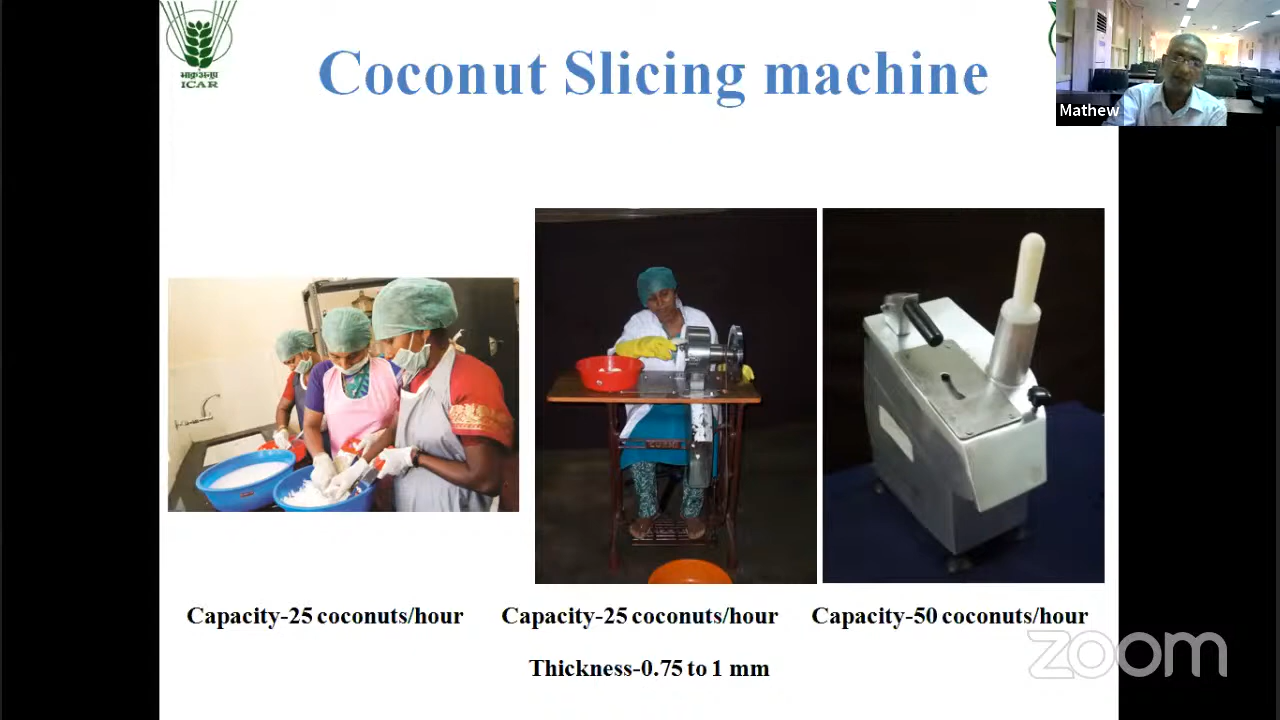 भाकृअनुप
ICAR
Coconut Slicing machine
Mathew
Capacity-25 coconuts/hour
Capacity-25 coconuts/hour
Capacity-50 coconuts/hour
Thickness-0.75 to 1 mm
zoom